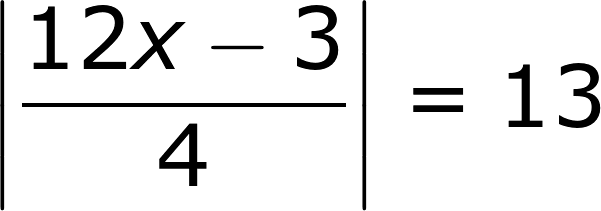 |(12x − 3)/4| = 13